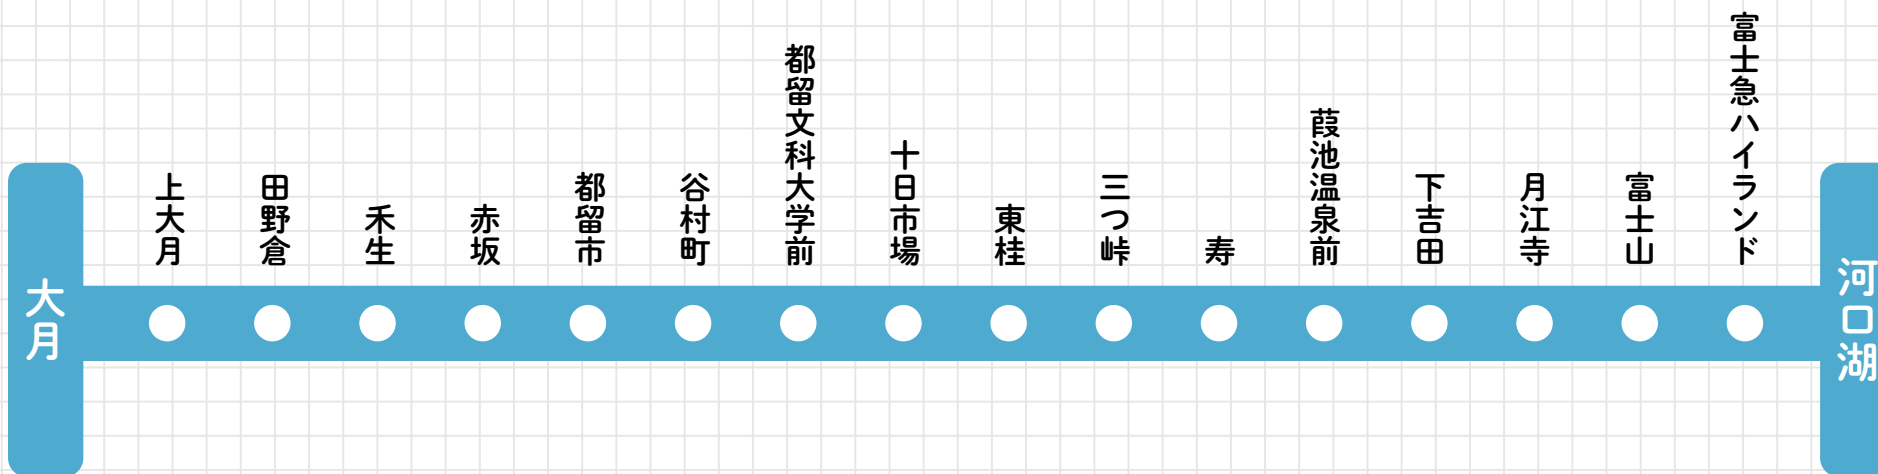 大月
上大月
田野倉
禾生
赤坂
都留市
谷村町
都留文科大学前
十日市場
東桂
三つ峠
寿
葭池温泉前
下吉田
月江寺
富士山
富士急ハイランド
河口湖